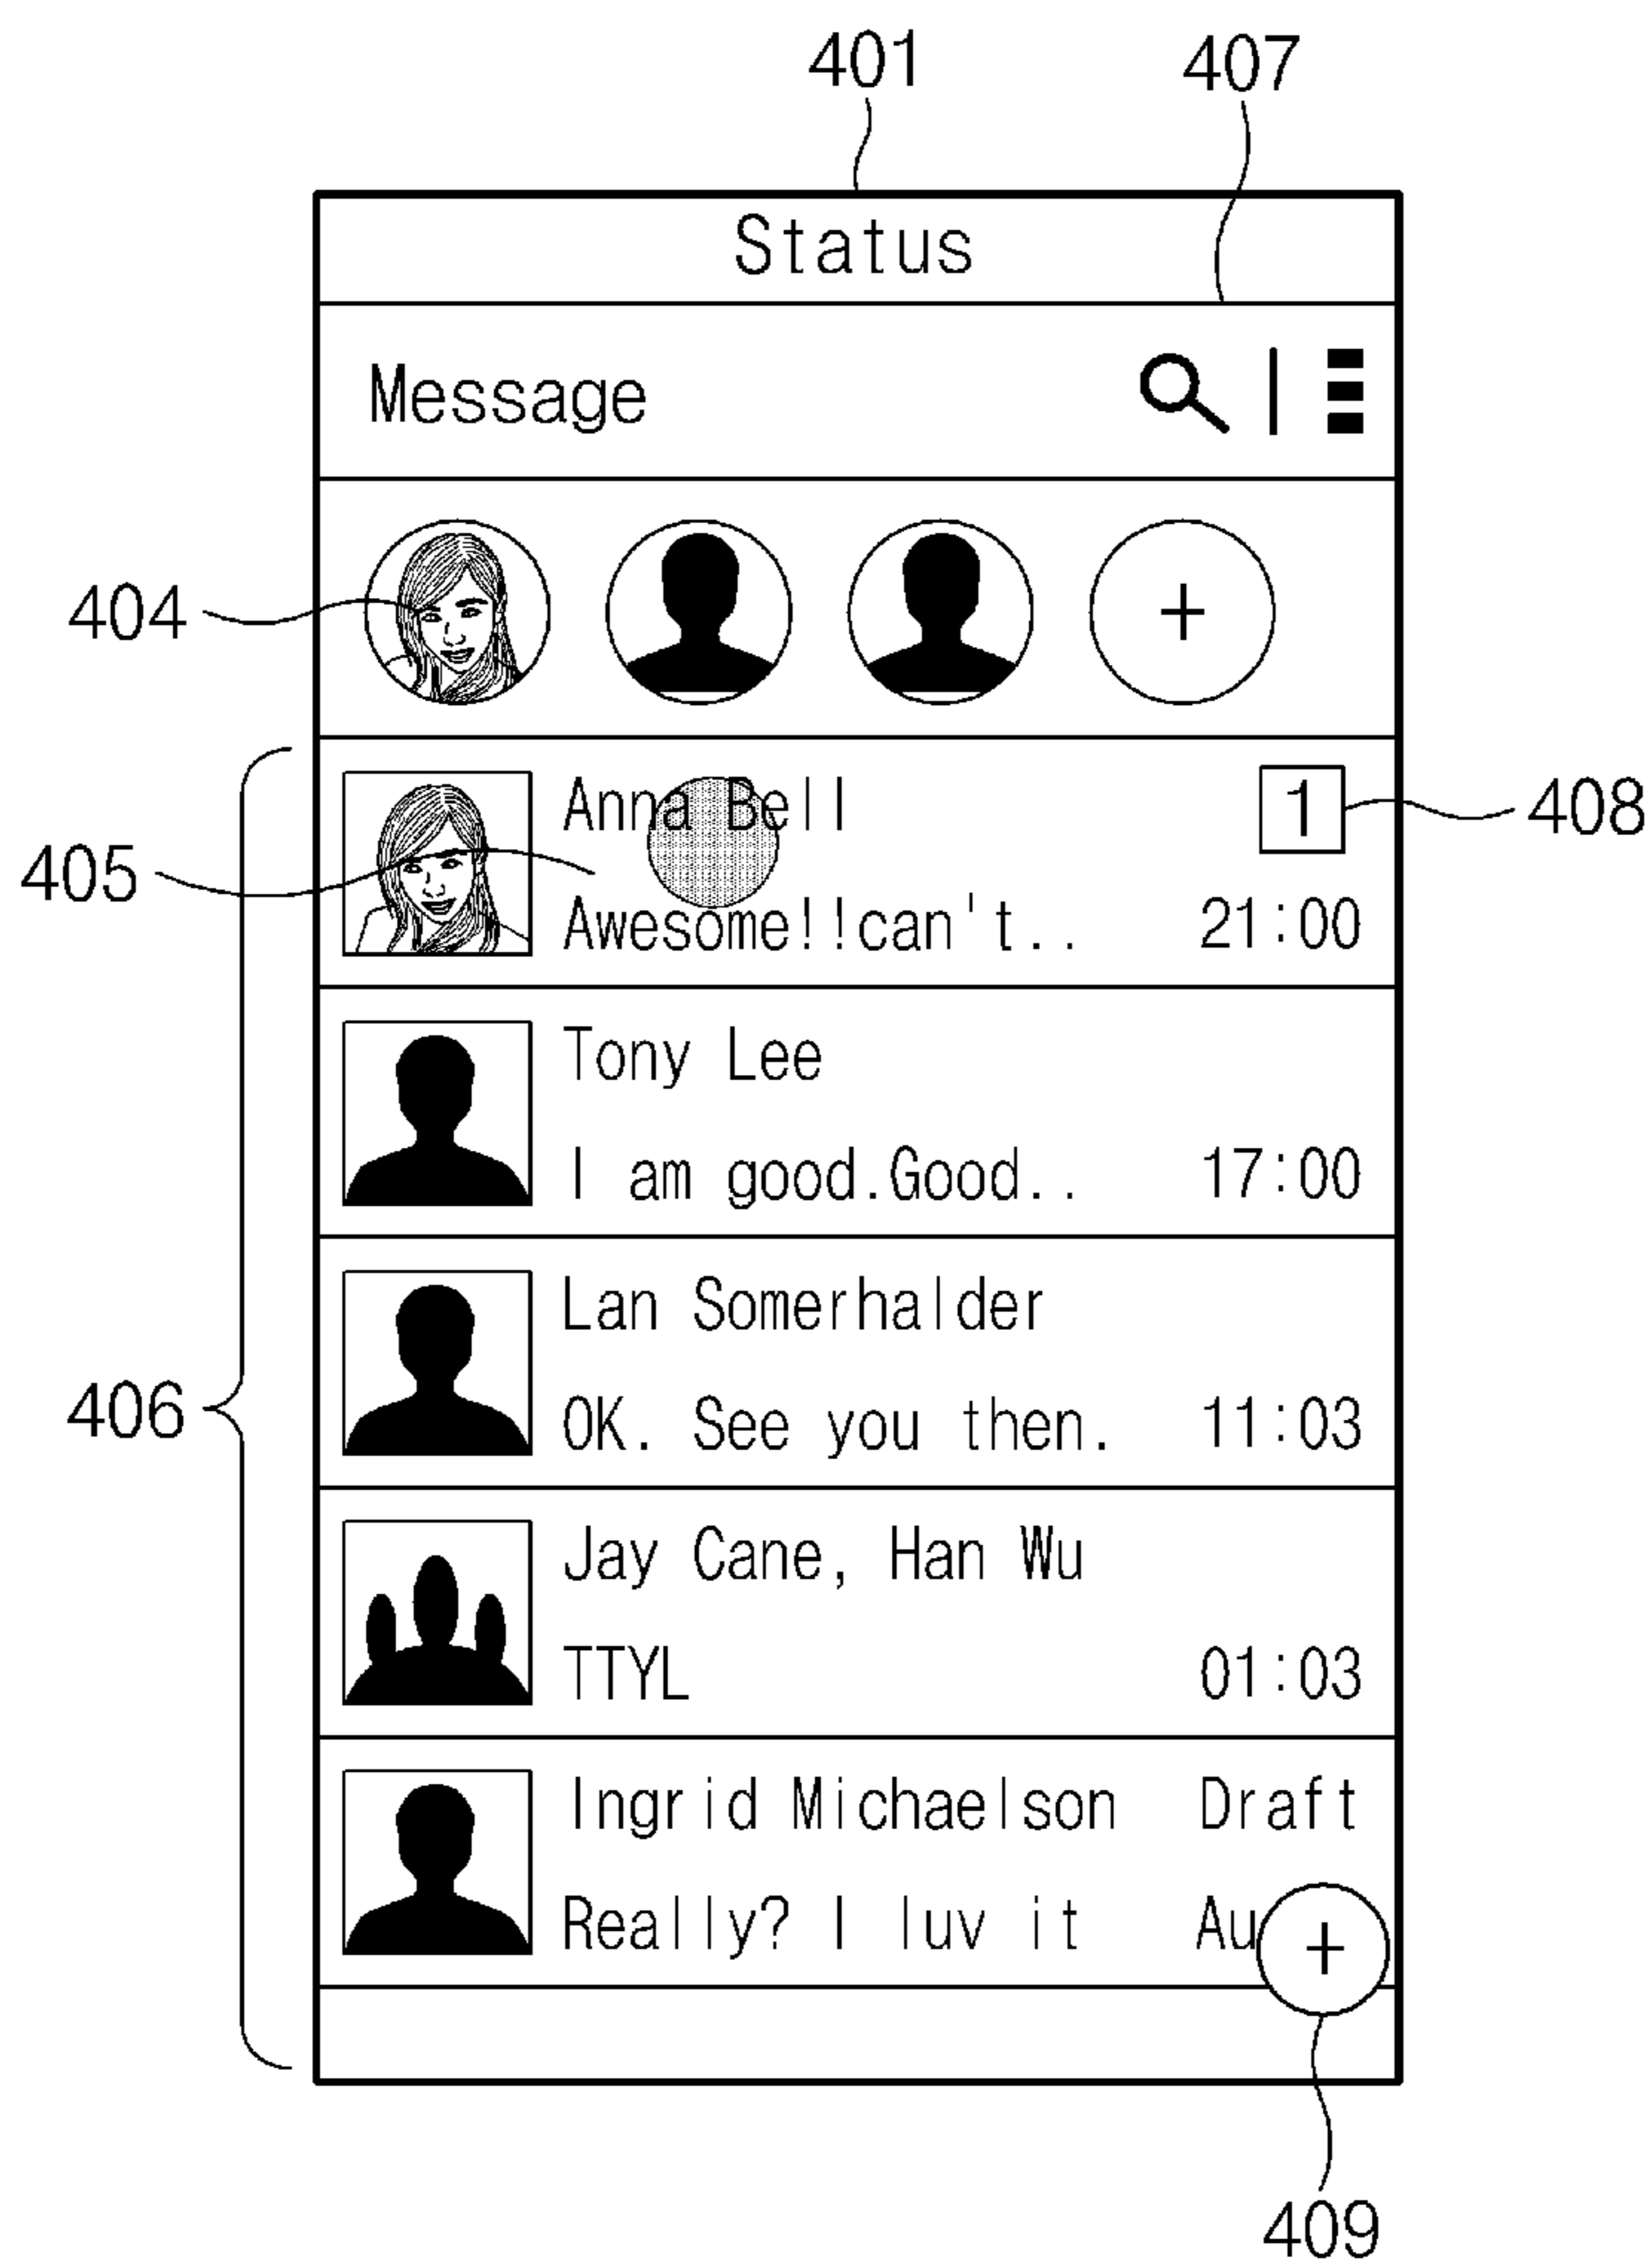 401 407
Status
Message
404
Anna Bell 1
408
405
Awesome!!can't.. 21:00
Tony Lee
I am good.Good.. 17:00
Lan Somerhalder
406
OK. See you then. 11:03
Jay Cane, Han Wu
TTYL 01:03
Ingrid Michaelson Draft
Really? I luv it Au
+
409